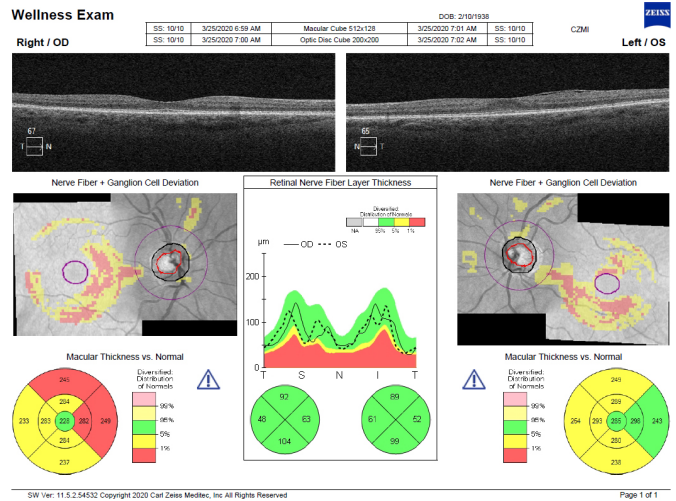 Wellness Exam
DOB: 2/10/1938
ZEISS
SS: 10/10 3/25/2020 6:59 AM Macular Cube 512x128 3/25/2020 7:01 AM SS: 10/10
SS: 10/10 3/25/2020 7:00 AM Optic Disc Cube 200x200 3/25/2020 7:02 AM SS: 10/10
CZMI
Right / OD
Left / OS
67
T N
65
N T
Nerve Fiber + Ganglion Cell Deviation
Retinal Nerve Fiber Layer Thickness
Nerve Fiber + Ganglion Cell Deviation
Diversified:
Distribution of Normals
NA 95% 5% 1%
μm
OD OS
200
100
0
T S N I T
Macular Thickness vs. Normal
Macular Thickness vs. Normal
Diversified:
Distribution
of Normals
99%
95%
5%
1%
245
264
233 283 228 282 249
284
232
92
48 63
104
89
61 52
99
Diversified:
Distribution
of Normals
99%
95%
5%
1%
249
289
254 293 265 296 243
280
238
SW Ver: 11.5.2.54532 Copyright 2020 Carl Zeiss Meditec, Inc All Rights Reserved
Page 1 of 1